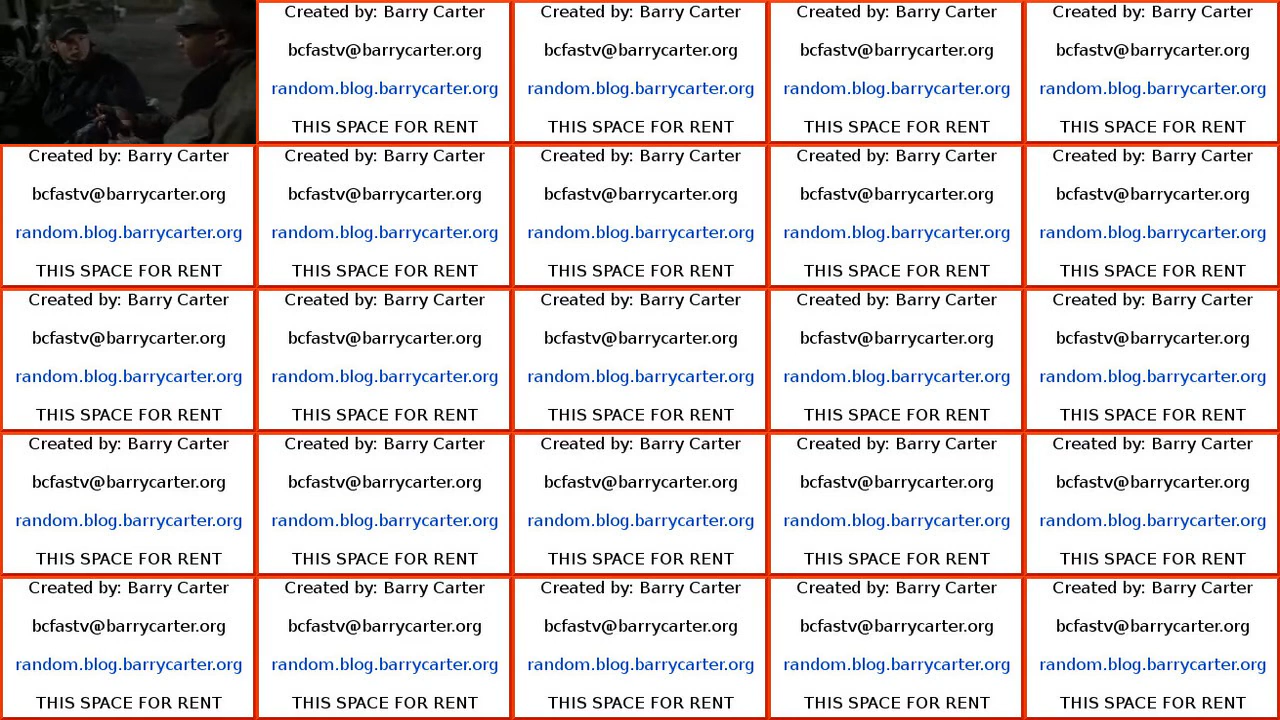 Created by: Barry Carter
bcfastv@barrycarter.org
random.blog.barrycarter.org
THIS SPACE FOR RENT
Created by: Barry Carter
bcfastv@barrycarter.org
random.blog.barrycarter.org
THIS SPACE FOR RENT
Created by: Barry Carter
bcfastv@barrycarter.org
random.blog.barrycarter.org
THIS SPACE FOR RENT
Created by: Barry Carter
bcfastv@barrycarter.org
random.blog.barrycarter.org
THIS SPACE FOR RENT
Created by: Barry Carter
bcfastv@barrycarter.org
random.blog.barrycarter.org
THIS SPACE FOR RENT
Created by: Barry Carter
bcfastv@barrycarter.org
random.blog.barrycarter.org
THIS SPACE FOR RENT
Created by: Barry Carter
bcfastv@barrycarter.org
random.blog.barrycarter.org
THIS SPACE FOR RENT
Created by: Barry Carter
bcfastv@barrycarter.org
random.blog.barrycarter.org
THIS SPACE FOR RENT
Created by: Barry Carter
bcfastv@barrycarter.org
random.blog.barrycarter.org
THIS SPACE FOR RENT
Created by: Barry Carter
bcfastv@barrycarter.org
random.blog.barrycarter.org
THIS SPACE FOR RENT
Created by: Barry Carter
bcfastv@barrycarter.org
random.blog.barrycarter.org
THIS SPACE FOR RENT
Created by: Barry Carter
bcfastv@barrycarter.org
random.blog.barrycarter.org
THIS SPACE FOR RENT
Created by: Barry Carter
bcfastv@barrycarter.org
random.blog.barrycarter.org
THIS SPACE FOR RENT
Created by: Barry Carter
bcfastv@barrycarter.org
random.blog.barrycarter.org
THIS SPACE FOR RENT
Created by: Barry Carter
bcfastv@barrycarter.org
random.blog.barrycarter.org
THIS SPACE FOR RENT
Created by: Barry Carter
bcfastv@barrycarter.org
random.blog.barrycarter.org
THIS SPACE FOR RENT
Created by: Barry Carter
bcfastv@barrycarter.org
random.blog.barrycarter.org
THIS SPACE FOR RENT
Created by: Barry Carter
bcfastv@barrycarter.org
random.blog.barrycarter.org
THIS SPACE FOR RENT
Created by: Barry Carter
bcfastv@barrycarter.org
random.blog.barrycarter.org
THIS SPACE FOR RENT
Created by: Barry Carter
bcfastv@barrycarter.org
random.blog.barrycarter.org
THIS SPACE FOR RENT
Created by: Barry Carter
bcfastv@barrycarter.org
random.blog.barrycarter.org
THIS SPACE FOR RENT
Created by: Barry Carter
bcfastv@barrycarter.org
random.blog.barrycarter.org
THIS SPACE FOR RENT
Created by: Barry Carter
bcfastv@barrycarter.org
random.blog.barrycarter.org
THIS SPACE FOR RENT
Created by: Barry Carter
bcfastv@barrycarter.org
random.blog.barrycarter.org
THIS SPACE FOR RENT